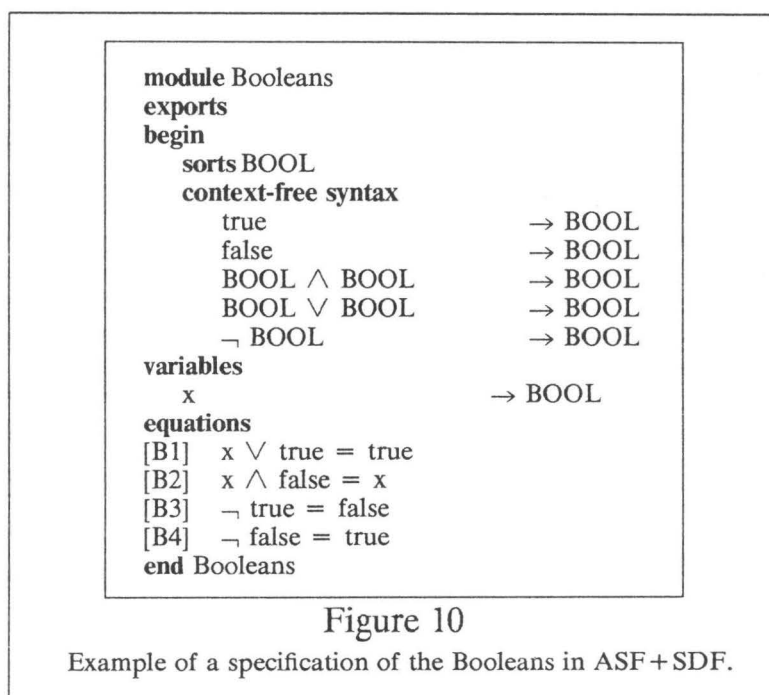 module Booleans
exports
begin
sorts BOOL
context-free syntax
true → BOOL
false → BOOL
BOOL ∧ BOOL → BOOL
BOOL ∨ BOOL → BOOL
¬ BOOL → BOOL
variables
x → BOOL
equations
[B1] x ∨ true = true
[B2] x ∧ false = x
[B3] ¬ true = false
[B4] ¬ false = true
end Booleans
Figure 10
Example of a specification of the Booleans in ASF+SDF.